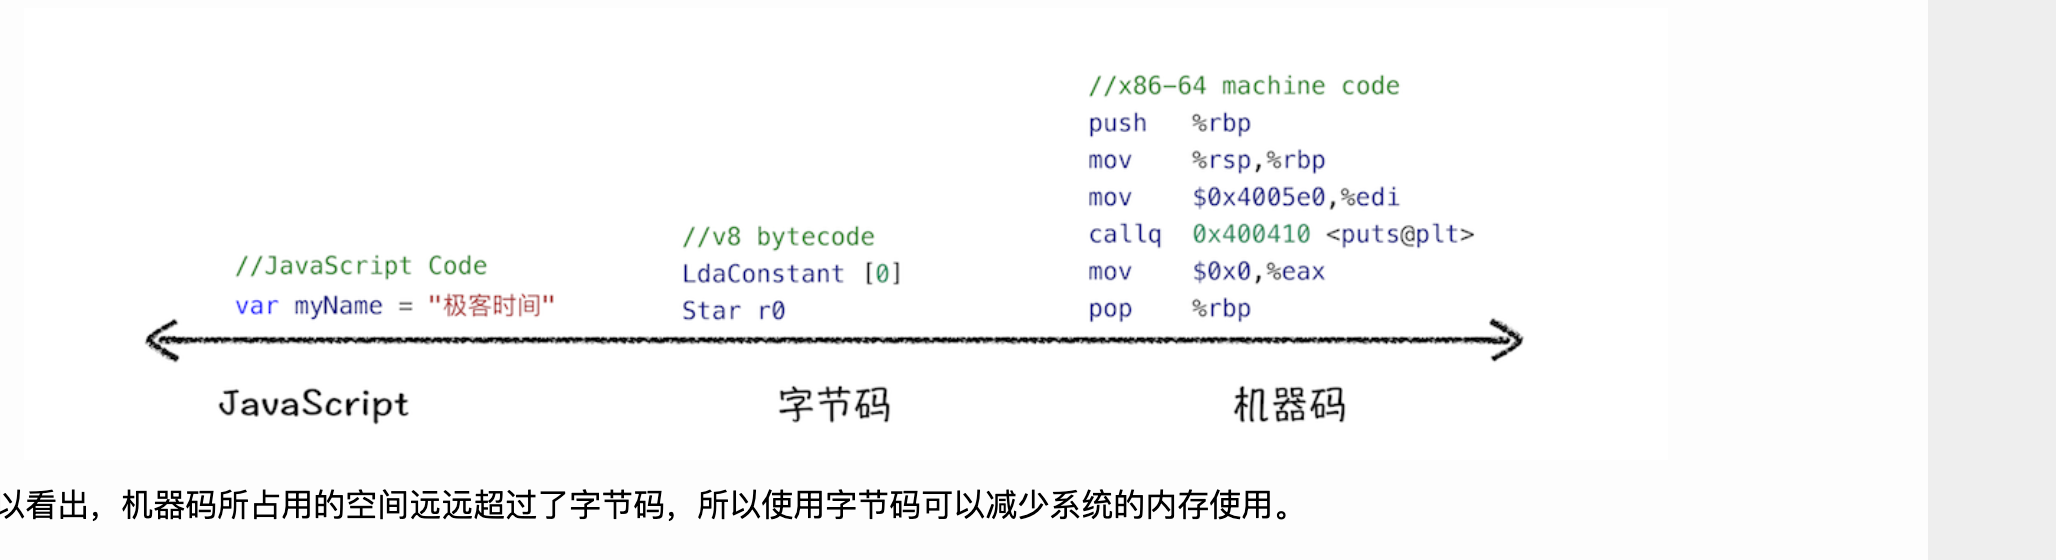 //JavaScript Code
var myName = "极客时间"
//v8 bytecode
LdaConstant [0]
Star r0
//x86-64 machine code
push %rbp
mov %rsp,%rbp
mov $0x4005e0,%edi
callq 0x400410 <puts@plt>
mov $0x0,%eax
pop %rbp
JavaScript
字节码
机器码
以看出，机器码所占用的空间远远超过了字节码，所以使用字节码可以减少系统的内存使用。